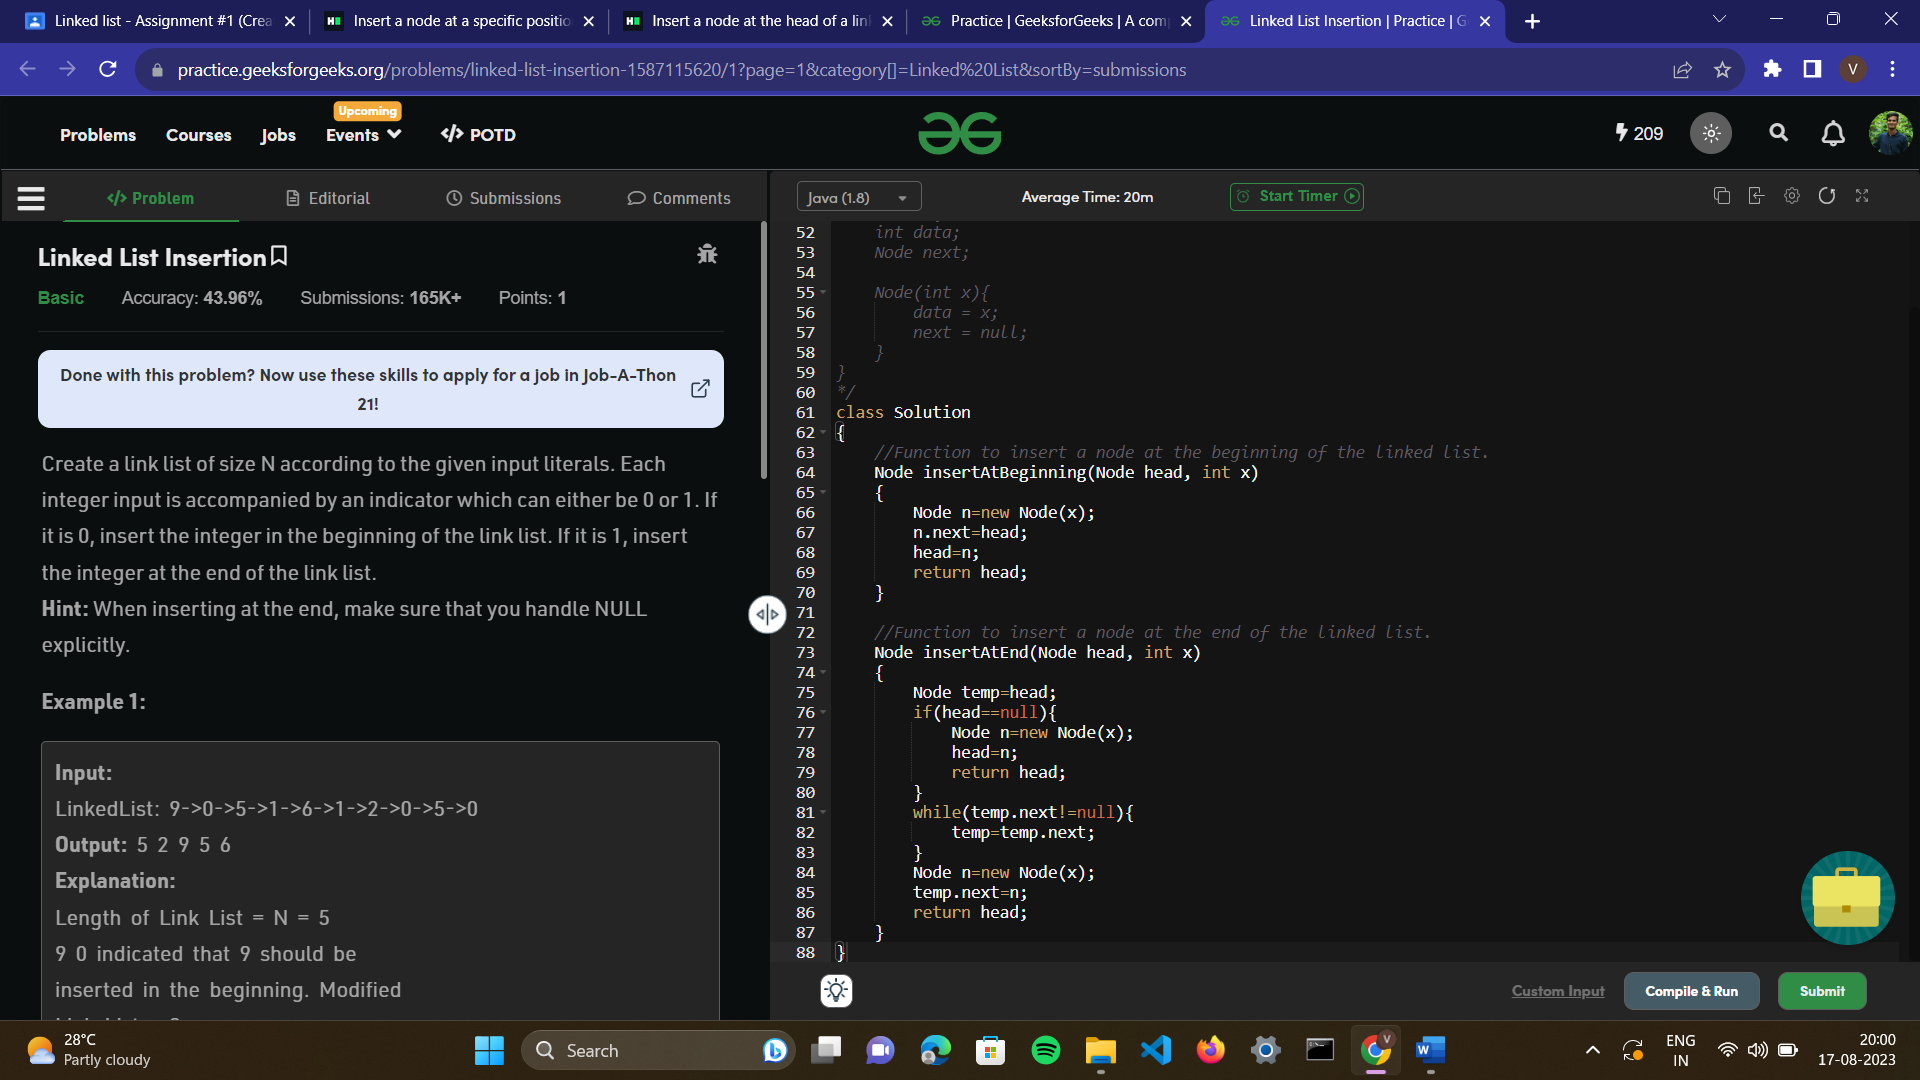 Linked list - Assignment #1 (Crea
Insert a node at a specific positio
Insert a node at the head of a lin
Practice | GeeksforGeeks | A com
Linked List Insertion | Practice | G
practice.geeksforgeeks.org/problems/linked-list-insertion-1587115620/1?page=1&category[]=Linked%20List&sortBy=submissions
V
Upcoming
Problems Courses Jobs Events </> POTD
209
</> Problem Editorial Submissions Comments
Java (1.8) Average Time: 20m Start Timer
Linked List Insertion
Basic Accuracy: 43.96% Submissions: 165K+ Points: 1
Done with this problem? Now use these skills to apply for a job in Job-A-Thon
21!
Create a link list of size N according to the given input literals. Each
integer input is accompanied by an indicator which can either be 0 or 1. If
it is 0, insert the integer in the beginning of the link list. If it is 1, insert
the integer at the end of the link list.
Hint: When inserting at the end, make sure that you handle NULL
explicitly.
Example 1:
Input:
LinkedList: 9->0->5->1->6->1->2->0->5->0
Output: 5 2 9 5 6
Explanation:
Length of Link List = N = 5
9 0 indicated that 9 should be
inserted in the beginning. Modified
52 int data;
53 Node next;
54
55 Node(int x){
56 data = x;
57 next = null;
58 }
59 }
60 */
61 class Solution
62 {
63 //Function to insert a node at the beginning of the linked list.
64 Node insertAtBeginning(Node head, int x)
65 {
66 Node n=new Node(x);
67 n.next=head;
68 head=n;
69 return head;
70 }
71
72 //Function to insert a node at the end of the linked list.
73 Node insertAtEnd(Node head, int x)
74 {
75 Node temp=head;
76 if(head==null){
77 Node n=new Node(x);
78 head=n;
79 return head;
80 }
81 while(temp.next!=null){
82 temp=temp.next;
83 }
84 Node n=new Node(x);
85 temp.next=n;
86 return head;
87 }
88 }
Custom Input Compile & Run Submit
28°C
Partly cloudy
Search
ENG
IN
20:00
17-08-2023